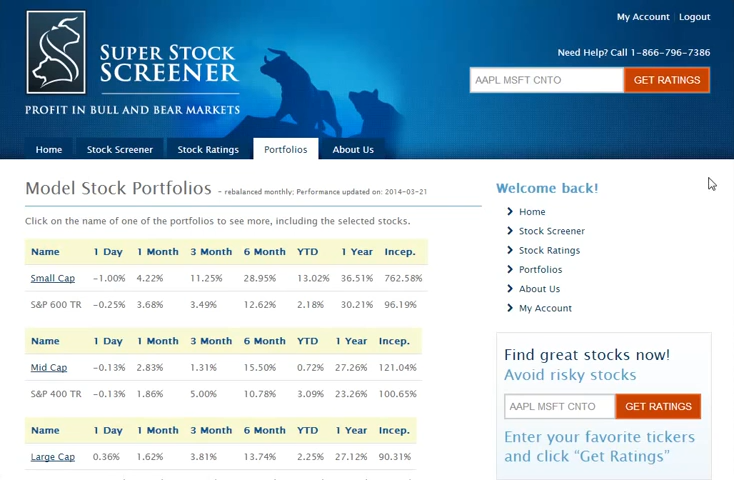 My Account Logout
SUPER STOCK
SCREENER
Need Help? Call 1-866-796-7386
AAPL MSFT CNTO GET RATINGS
PROFIT IN BULL AND BEAR MARKETS
Home Stock Screener Stock Ratings Portfolios About Us
Model Stock Portfolios - rebalanced monthly; Performance updated on: 2014-03-21
Click on the name of one of the portfolios to see more, including the selected stocks.
Name 1 Day 1 Month 3 Month 6 Month YTD 1 Year Incep.
Small Cap -1.00% 4.22% 11.25% 28.95% 13.02% 36.51% 762.58%
S&P 600 TR -0.25% 3.68% 3.49% 12.62% 2.18% 30.21% 96.19%
Name 1 Day 1 Month 3 Month 6 Month YTD 1 Year Incep.
Mid Cap -0.13% 2.83% 1.31% 15.50% 0.72% 27.26% 121.04%
S&P 400 TR -0.13% 1.86% 5.00% 10.78% 3.09% 23.26% 100.65%
Name 1 Day 1 Month 3 Month 6 Month YTD 1 Year Incep.
Large Cap 0.36% 1.62% 3.81% 13.74% 2.25% 27.12% 90.31%
Welcome back!
Home
Stock Screener
Stock Ratings
Portfolios
About Us
My Account
Find great stocks now!
Avoid risky stocks
AAPL MSFT CNTO GET RATINGS
Enter your favorite tickers
and click “Get Ratings”